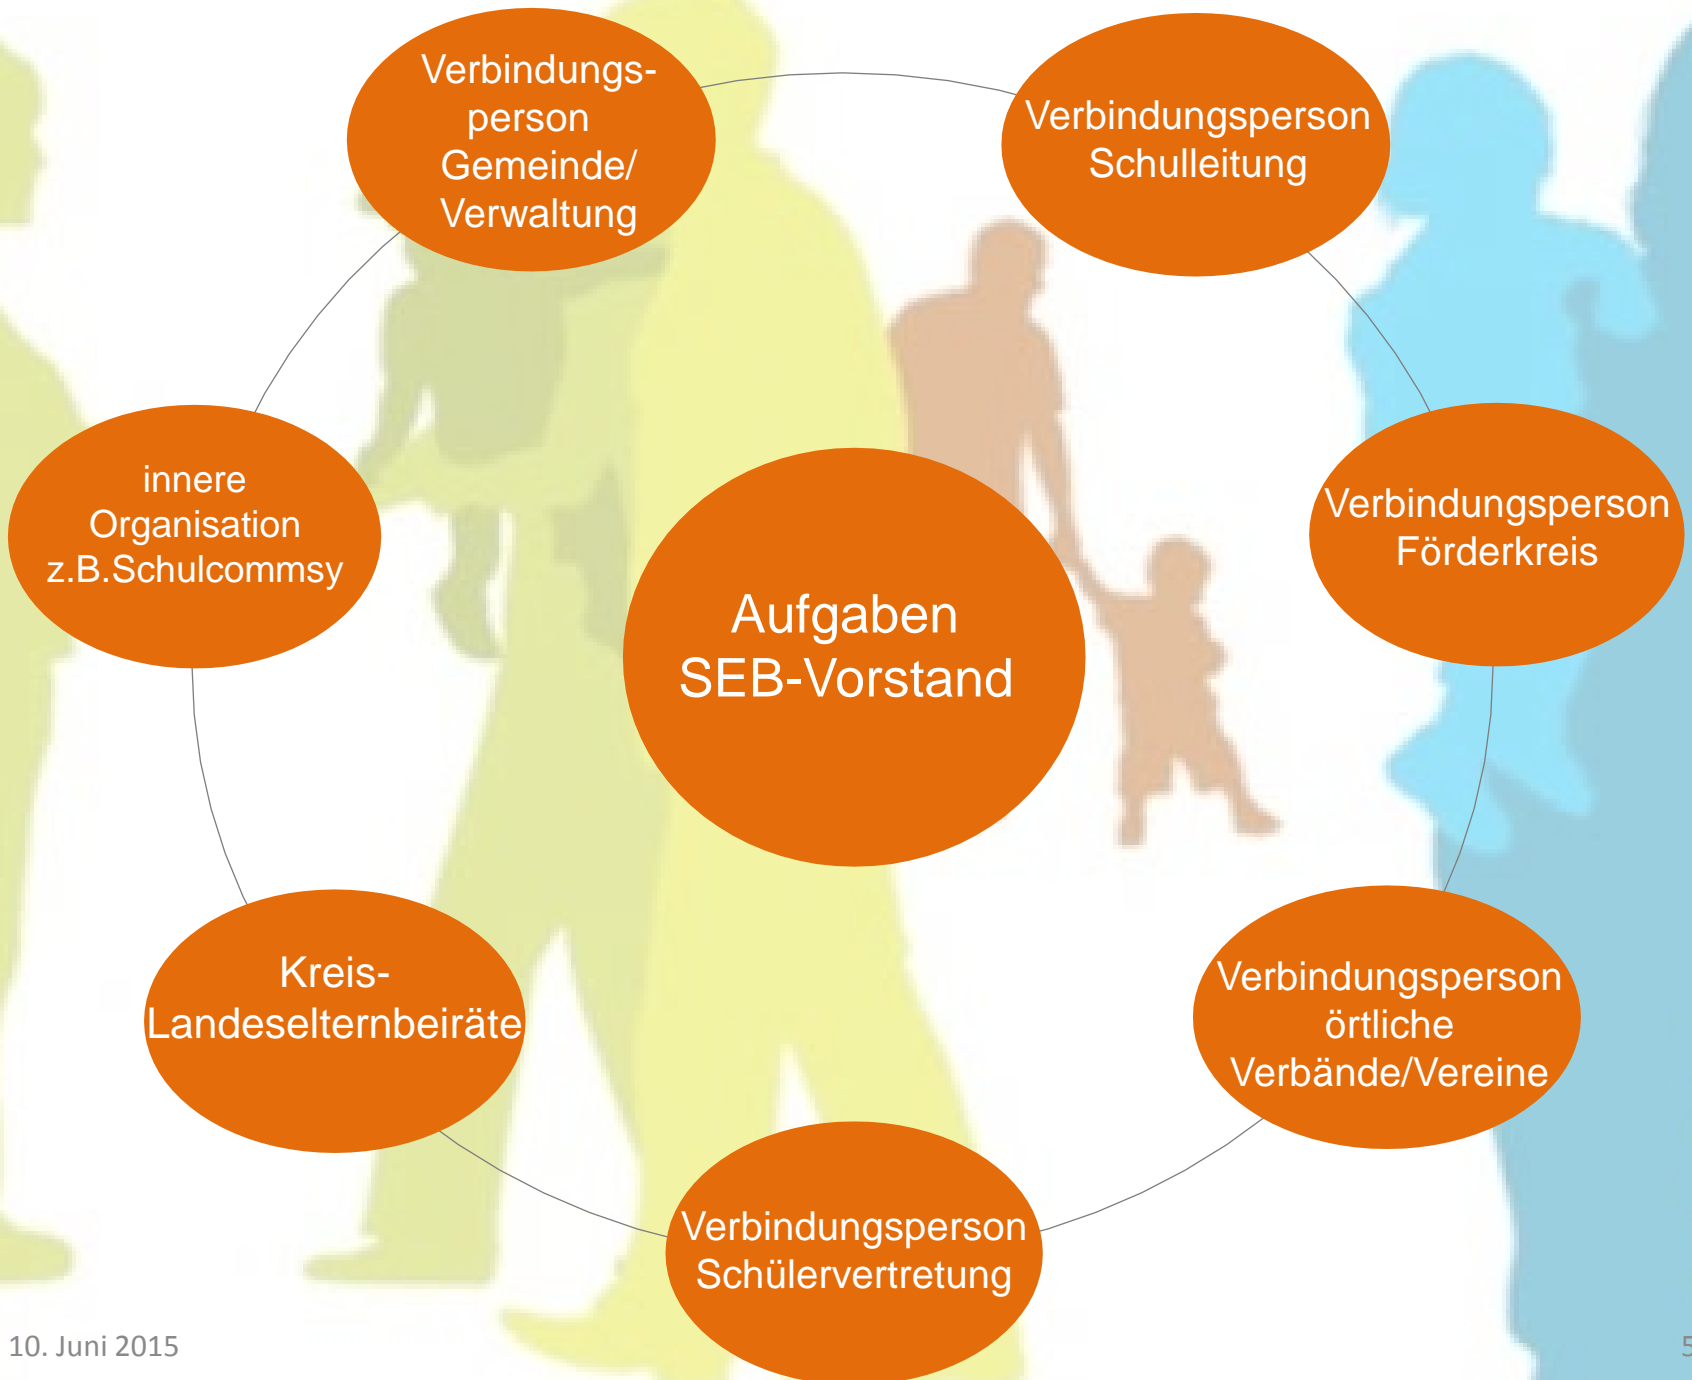 Verbindungs-
person
Gemeinde/
Verwaltung
Verbindungsperson
Schulleitung
innere
Organisation
z.B.Schulcommsy
Verbindungsperson
Förderkreis
Aufgaben
SEB-Vorstand
Kreis-
Landeselternbeiräte
Verbindungsperson
örtliche
Verbände/Vereine
Verbindungsperson
Schülervertretung
10. Juni 2015
5